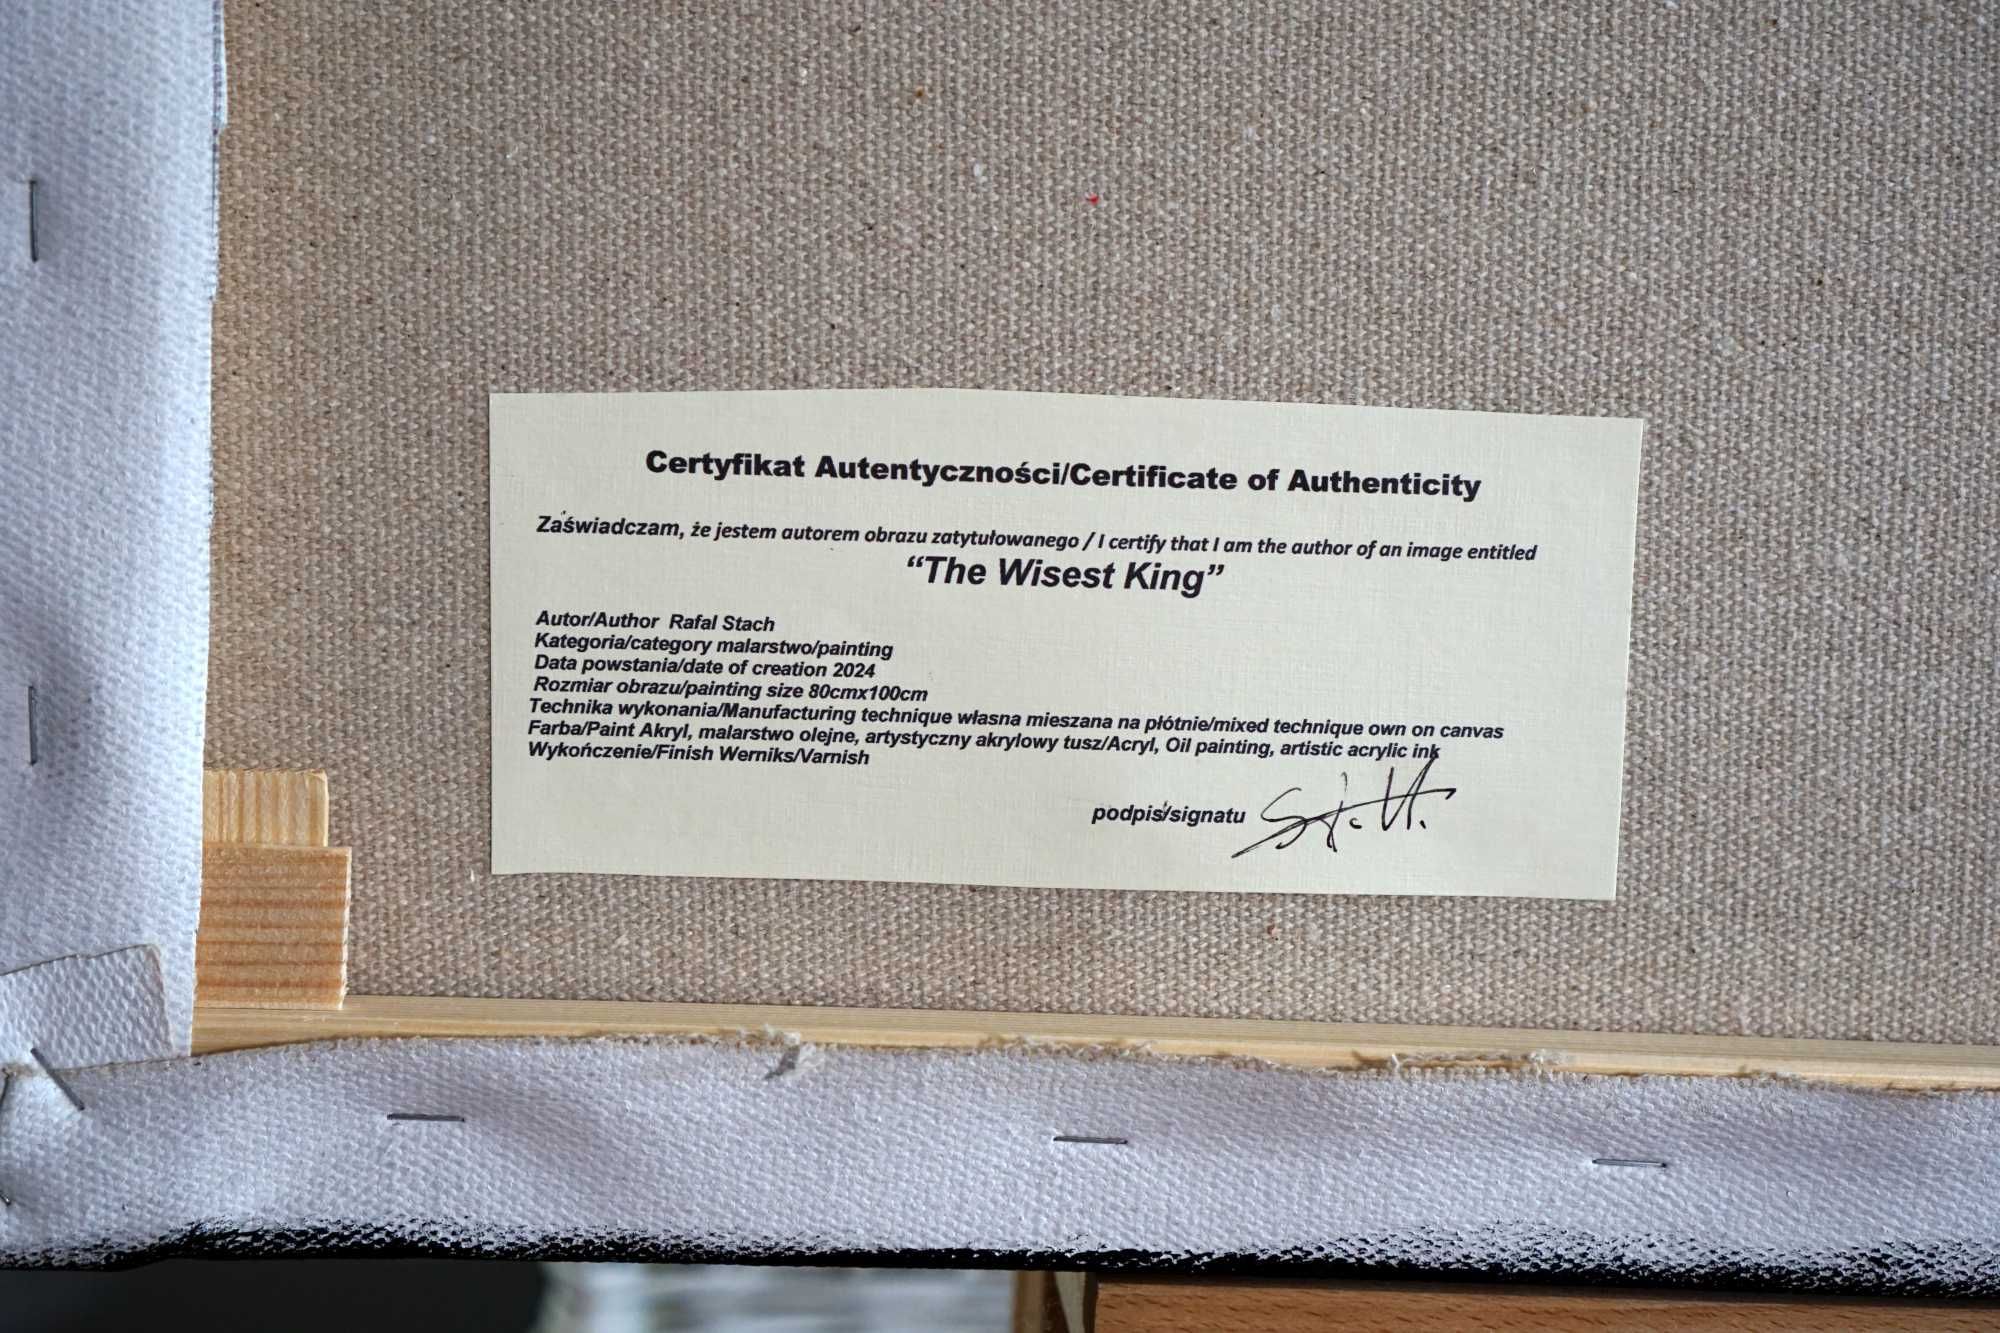 Certyfikat Autentyczności/Certificate of Authenticity
Zaświadczam, że jestem autorem obrazu zatytułowanego / I certify that I am the author of an image entitled
“The Wisest King”
Autor/Author Rafal Stach
Kategoria/category malarstwo/painting
Data powstania/date of creation 2024
Rozmiar obrazu/painting size 80cmx100cm
Technika wykonania/Manufacturing technique własna mieszana na płótnie/mixed technique own on canvas
Farba/Paint Akryl, malarstwo olejne, artystyczny akrylowy tusz/Acryl, Oil painting, artistic acrylic ink
Wykończenie/Finish Werniks/Varnish
podpis/signatu